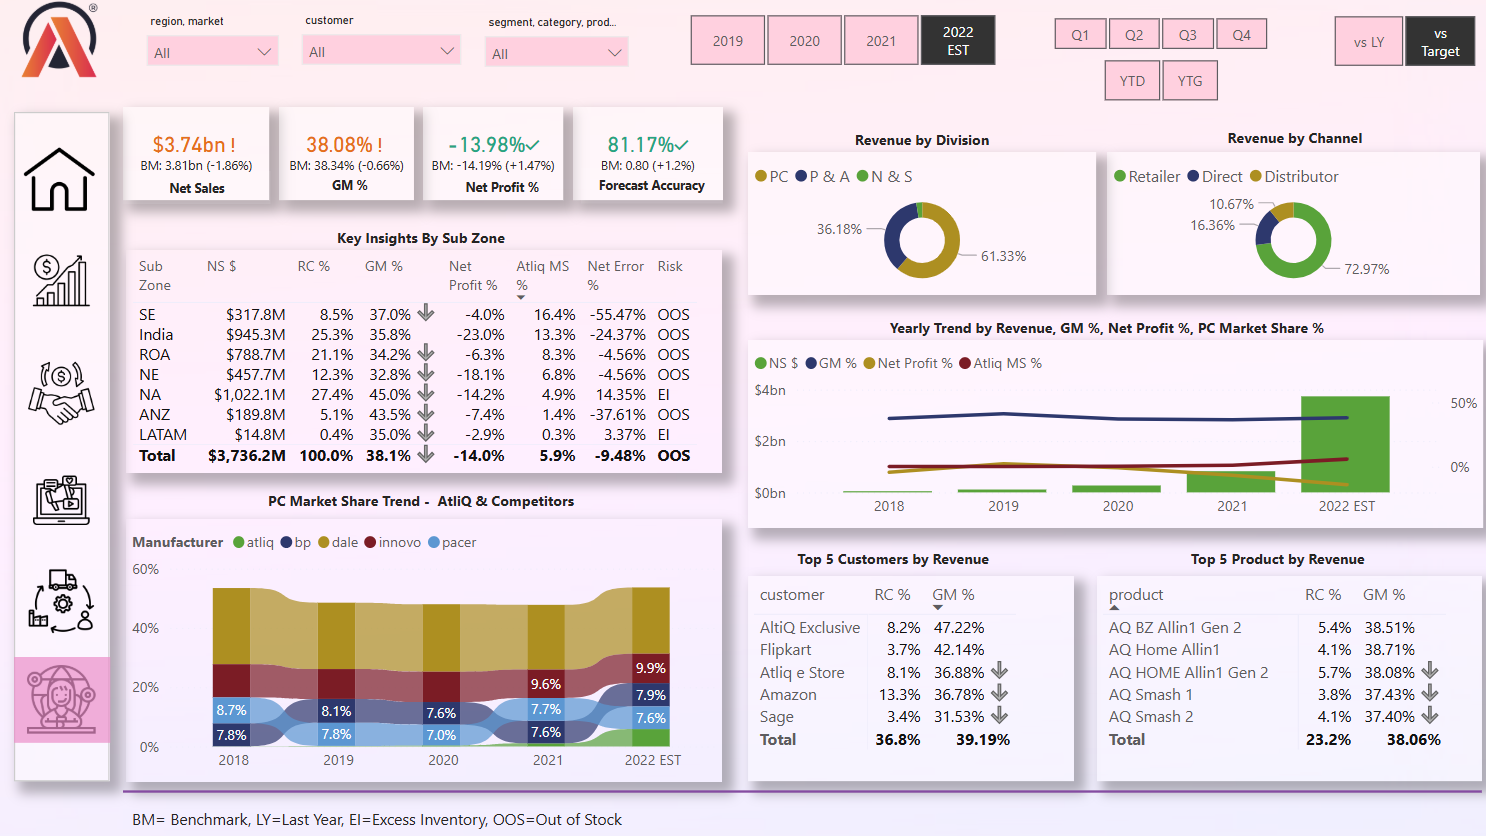 ®
region, market
customer
segment, category, prod...
All
All
All
2019
2020
2021
2022
EST
Q1
Q2
Q3
Q4
YTD
YTG
vs LY
vs
Target
$3.74bn !
BM: 3.81bn (-1.86%)
Net Sales
38.08% !
BM: 38.34% (-0.66%)
GM %
-13.98%✓
BM: -14.19% (+1.47%)
Net Profit %
81.17%✓
BM: 0.80 (+1.2%)
Forecast Accuracy
Revenue by Division
PC P & A N & S
36.18%
61.33%
Revenue by Channel
Retailer Direct Distributor
10.67%
16.36%
72.97%
Key Insights By Sub Zone
Sub Zone NS $ RC % GM % Net Profit % Atliq MS % Net Error % Risk
SE $317.8M 8.5% 37.0% -4.0% 16.4% -55.47% OOS
India $945.3M 25.3% 35.8% -23.0% 13.3% -24.37% OOS
ROA $788.7M 21.1% 34.2% -6.3% 8.3% -4.56% OOS
NE $457.7M 12.3% 32.8% -18.1% 6.8% -4.56% OOS
NA $1,022.1M 27.4% 45.0% -14.2% 4.9% 14.35% EI
ANZ $189.8M 5.1% 43.5% -7.4% 1.4% -37.61% OOS
LATAM $14.8M 0.4% 35.0% -2.9% 0.3% 3.37% EI
Total $3,736.2M 100.0% 38.1% -14.0% 5.9% -9.48% OOS
Yearly Trend by Revenue, GM %, Net Profit %, PC Market Share %
NS $ GM % Net Profit % Atliq MS %
$4bn
$2bn
$0bn
50%
0%
2018 2019 2020 2021 2022 EST
PC Market Share Trend - AtliQ & Competitors
Manufacturer atliq bp dale innovo pacer
60%
40%
20%
0%
8.7%
7.8%
8.1%
7.8%
7.6%
7.0%
9.6%
7.7%
7.6%
9.9%
7.9%
7.6%
2018 2019 2020 2021 2022 EST
Top 5 Customers by Revenue
customer RC % GM %
AltiQ Exclusive 8.2% 47.22%
Flipkart 3.7% 42.14%
Atliq e Store 8.1% 36.88%
Amazon 13.3% 36.78%
Sage 3.4% 31.53%
Total 36.8% 39.19%
Top 5 Product by Revenue
product RC % GM %
AQ BZ Allin1 Gen 2 5.4% 38.51%
AQ Home Allin1 4.1% 38.71%
AQ HOME Allin1 Gen 2 5.7% 38.08%
AQ Smash 1 3.8% 37.43%
AQ Smash 2 4.1% 37.40%
Total 23.2% 38.06%
BM= Benchmark, LY=Last Year, EI=Excess Inventory, OOS=Out of Stock